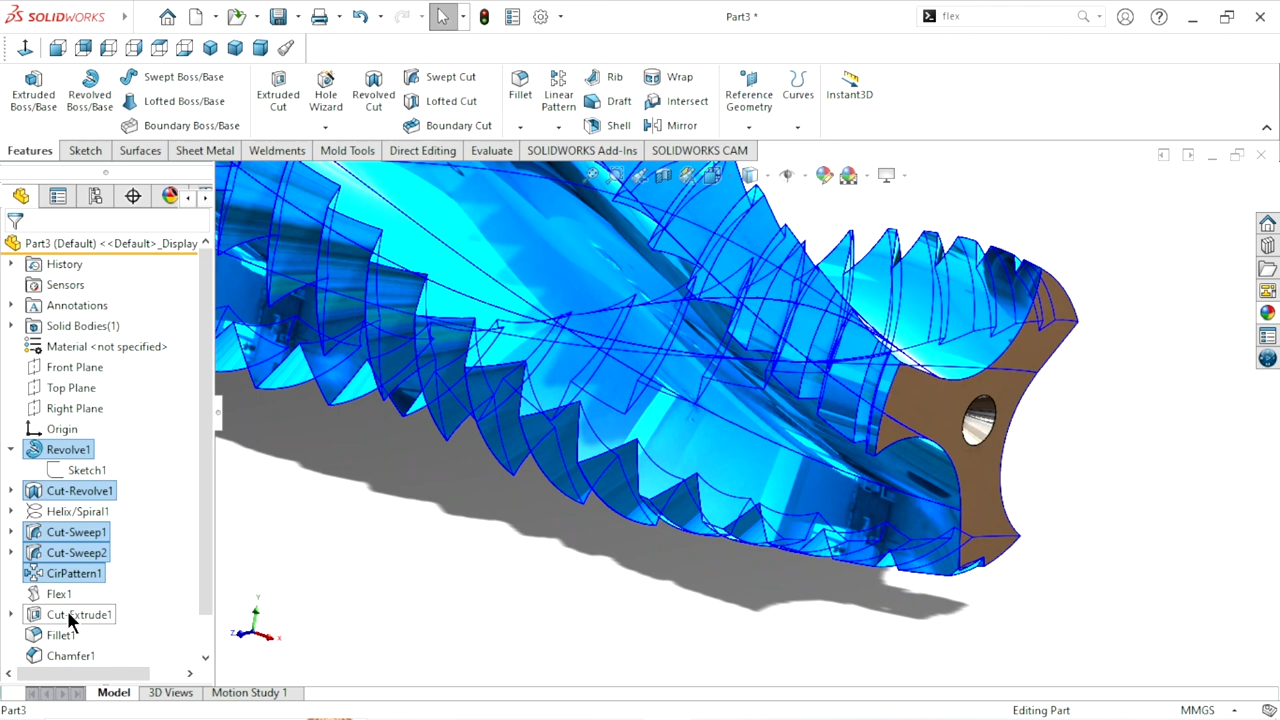 SOLIDWORKS
Part3 *
flex
Extruded Boss/Base
Revolved Boss/Base
Swept Boss/Base
Lofted Boss/Base
Boundary Boss/Base
Extruded Cut
Hole Wizard
Revolved Cut
Swept Cut
Lofted Cut
Boundary Cut
Fillet
Linear Pattern
Rib
Draft
Shell
Wrap
Intersect
Mirror
Reference Geometry
Curves
Instant3D
Features Sketch Surfaces Sheet Metal Weldments Mold Tools Direct Editing Evaluate SOLIDWORKS Add-Ins SOLIDWORKS CAM
Part3 (Default) <<Default>_Display
History
Sensors
Annotations
Solid Bodies(1)
Material <not specified>
Front Plane
Top Plane
Right Plane
Origin
Revolve1
Sketch1
Cut-Revolve1
Helix/Spiral1
Cut-Sweep1
Cut-Sweep2
CirPattern1
Flex1
Cut-Extrude1
Fillet1
Chamfer1
Y
Z
X
Model 3D Views Motion Study 1
Part3 Editing Part MMGS